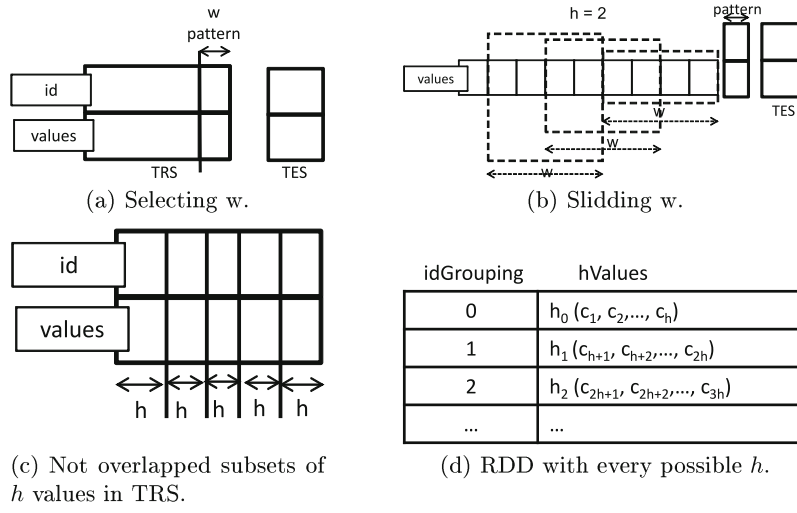 w
pattern
id
values
TRS
TES
(a) Selecting w.
h = 2
pattern
values
w
w
w
TES
(b) Slidding w.
id
values
h h h h h
(c) Not overlapped subsets of
h values in TRS.
idGrouping hValues
0 h0 (c1, c2,..., ch)
1 h1 (ch+1, ch+2,..., c2h)
2 h2 (c2h+1, c2h+2,..., c3h)
... ...
(d) RDD with every possible h.